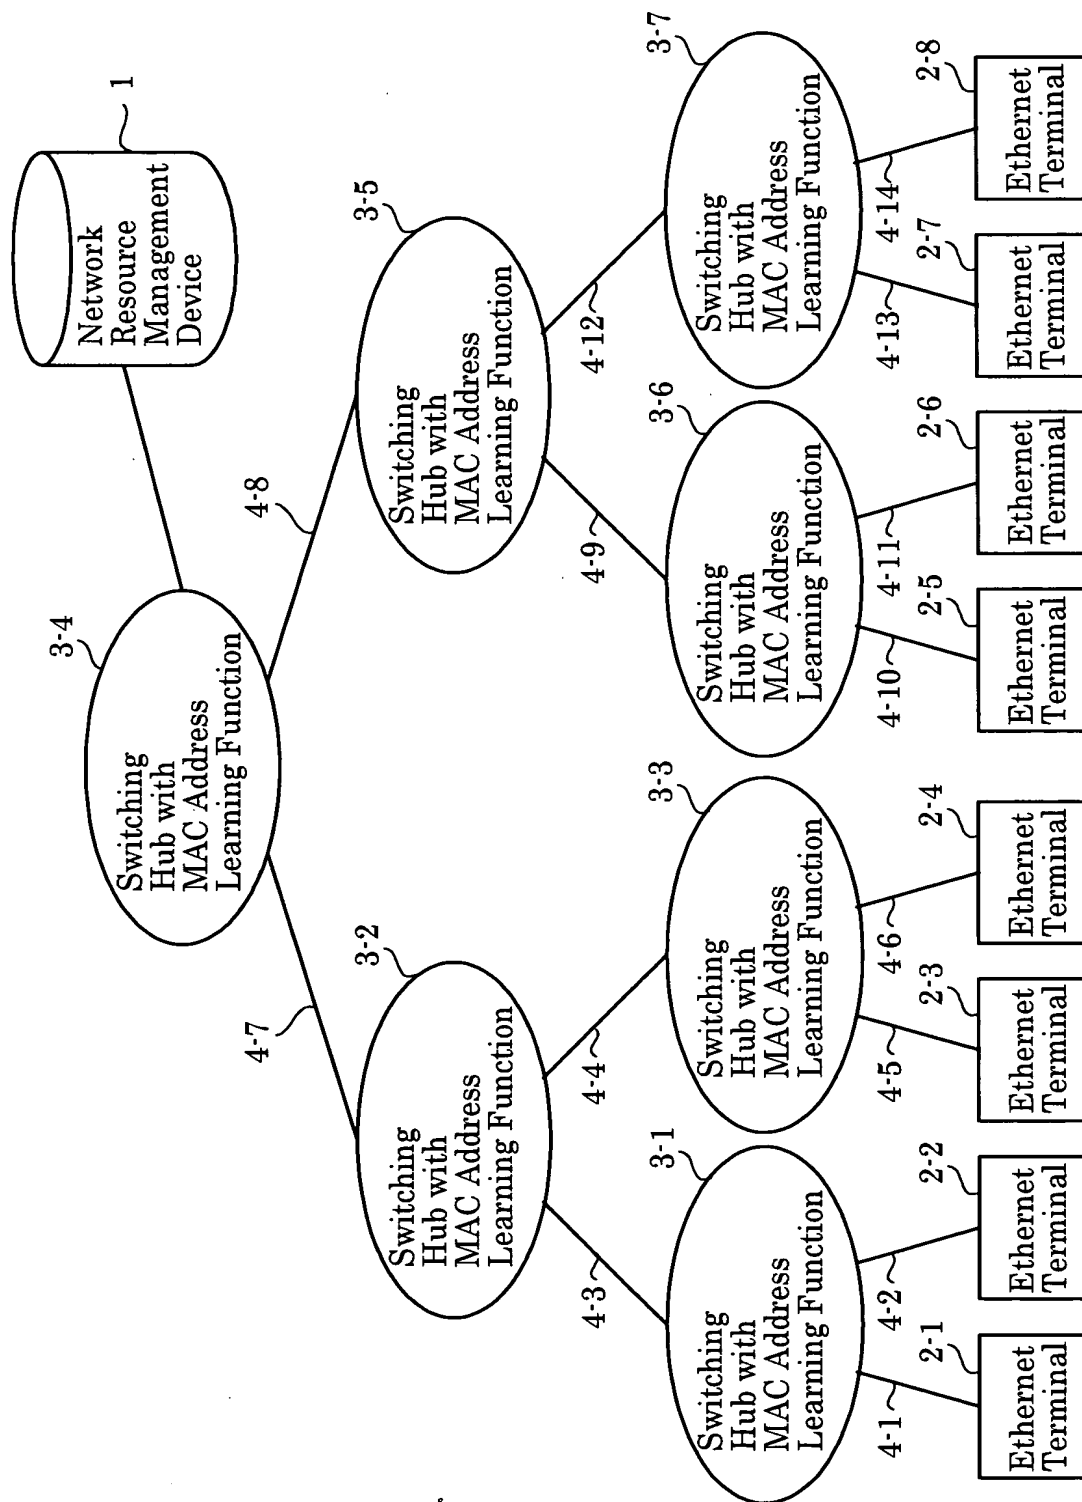 1
Network
Resource
Management
Device
3-4
Switching
Hub with
MAC Address
Learning Function
4-7
4-8
3-2
Switching
Hub with
MAC Address
Learning Function
3-5
Switching
Hub with
MAC Address
Learning Function
4-3
4-4
4-9
4-12
3-1
Switching
Hub with
MAC Address
Learning Function
3-3
Switching
Hub with
MAC Address
Learning Function
3-6
Switching
Hub with
MAC Address
Learning Function
3-7
Switching
Hub with
MAC Address
Learning Function
4-1
4-2
4-5
4-6
4-10
4-11
4-13
4-14
2-1
Ethernet
Terminal
2-2
Ethernet
Terminal
2-3
Ethernet
Terminal
2-4
Ethernet
Terminal
2-5
Ethernet
Terminal
2-6
Ethernet
Terminal
2-7
Ethernet
Terminal
2-8
Ethernet
Terminal